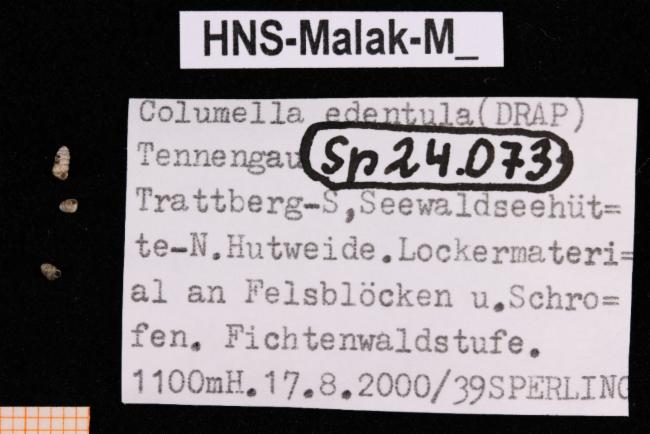 HNS-Malak-M_
Columella edentula(DRAP)
Tennengau Sp24.073
Trattberg-S,Seewaldseehüt=
te-N.Hutweide.Lockermateri=
al an Felsblöcken u.Schro=
fen. Fichtenwaldstufe.
1100mH.17.8.2000/39SPERLING